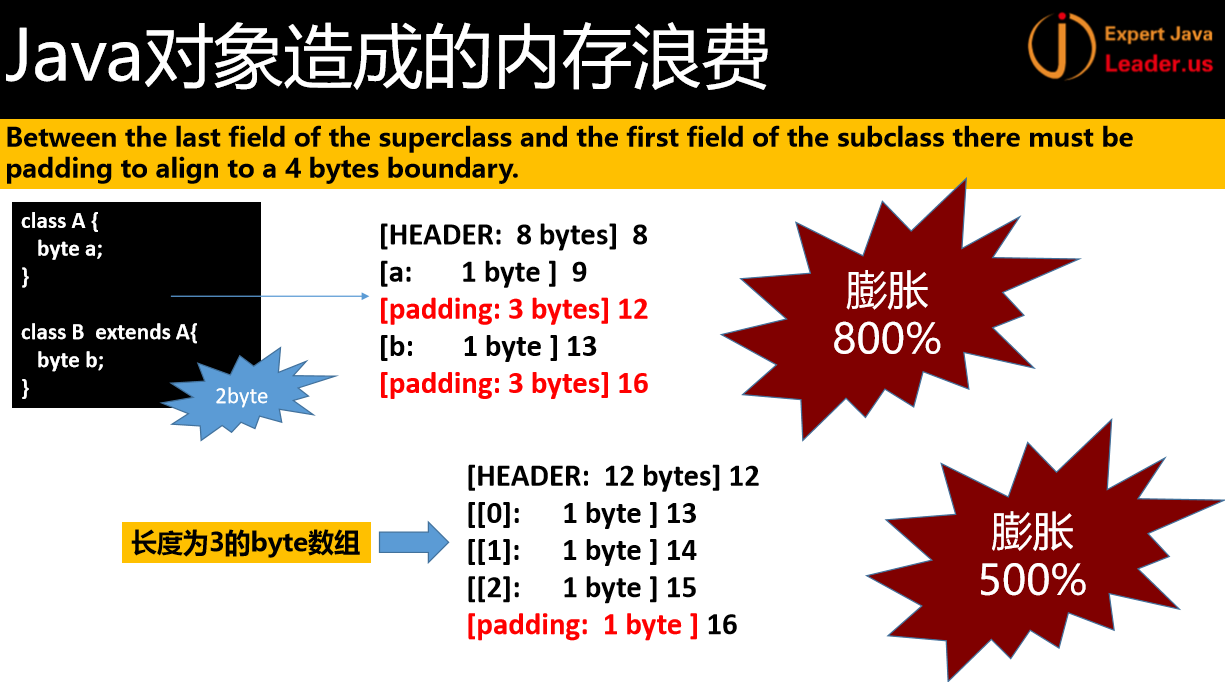 Java对象造成的内存浪费
Expert Java
Leader.us
Between the last field of the superclass and the first field of the subclass there must be
padding to align to a 4 bytes boundary.
class A {
byte a;
}
class B extends A{
byte b;
}
2byte
[HEADER: 8 bytes] 8
[a: 1 byte ] 9
[padding: 3 bytes] 12
[b: 1 byte ] 13
[padding: 3 bytes] 16
膨胀
800%
长度为3的byte数组
[HEADER: 12 bytes] 12
[[0]: 1 byte ] 13
[[1]: 1 byte ] 14
[[2]: 1 byte ] 15
[padding: 1 byte ] 16
膨胀
500%